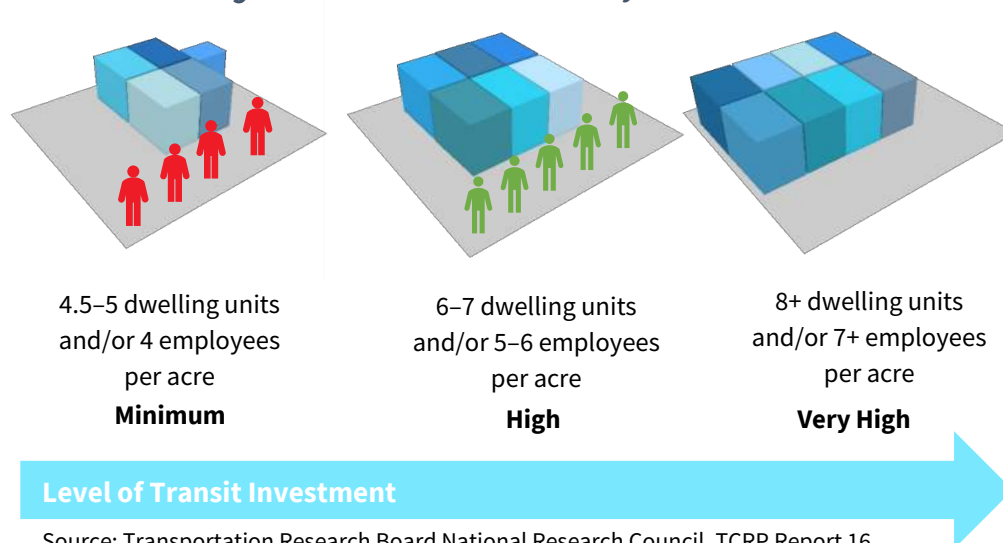 4.5–5 dwelling units
and/or 4 employees
per acre
Minimum
6–7 dwelling units
and/or 5–6 employees
per acre
High
8+ dwelling units
and/or 7+ employees
per acre
Very High
Level of Transit Investment
Source: Transportation Research Board National Research Council, TCRP Report 16